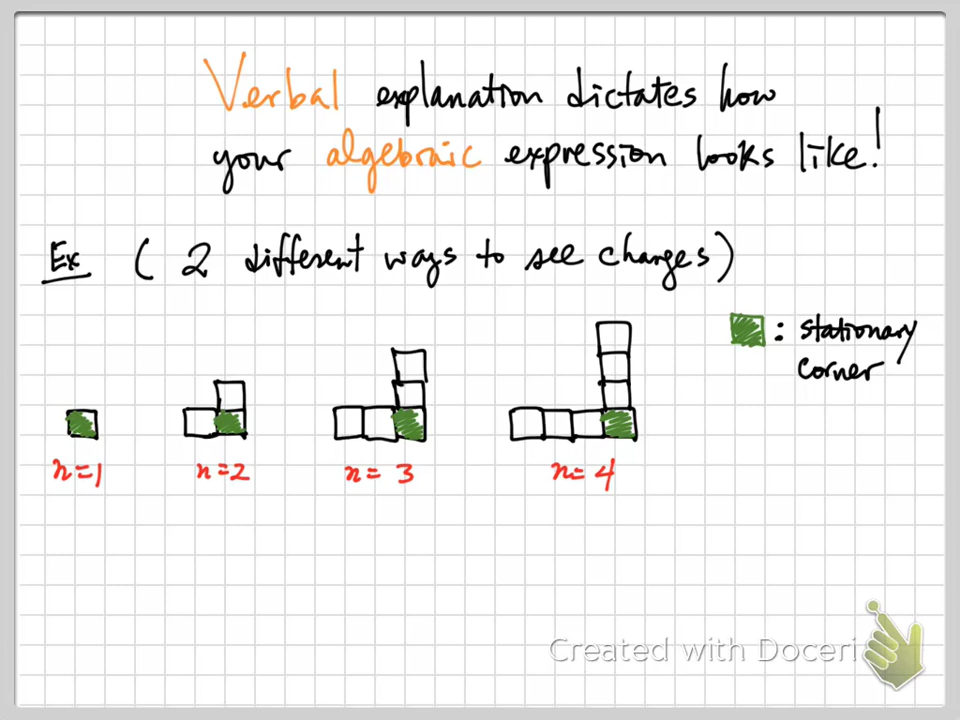 Verbal explanation dictates how
your algebraic expression looks like!
Ex ( 2 different ways to see changes )
: stationary
corner
n=1 n=2 n=3 n=4
Created with Doceri